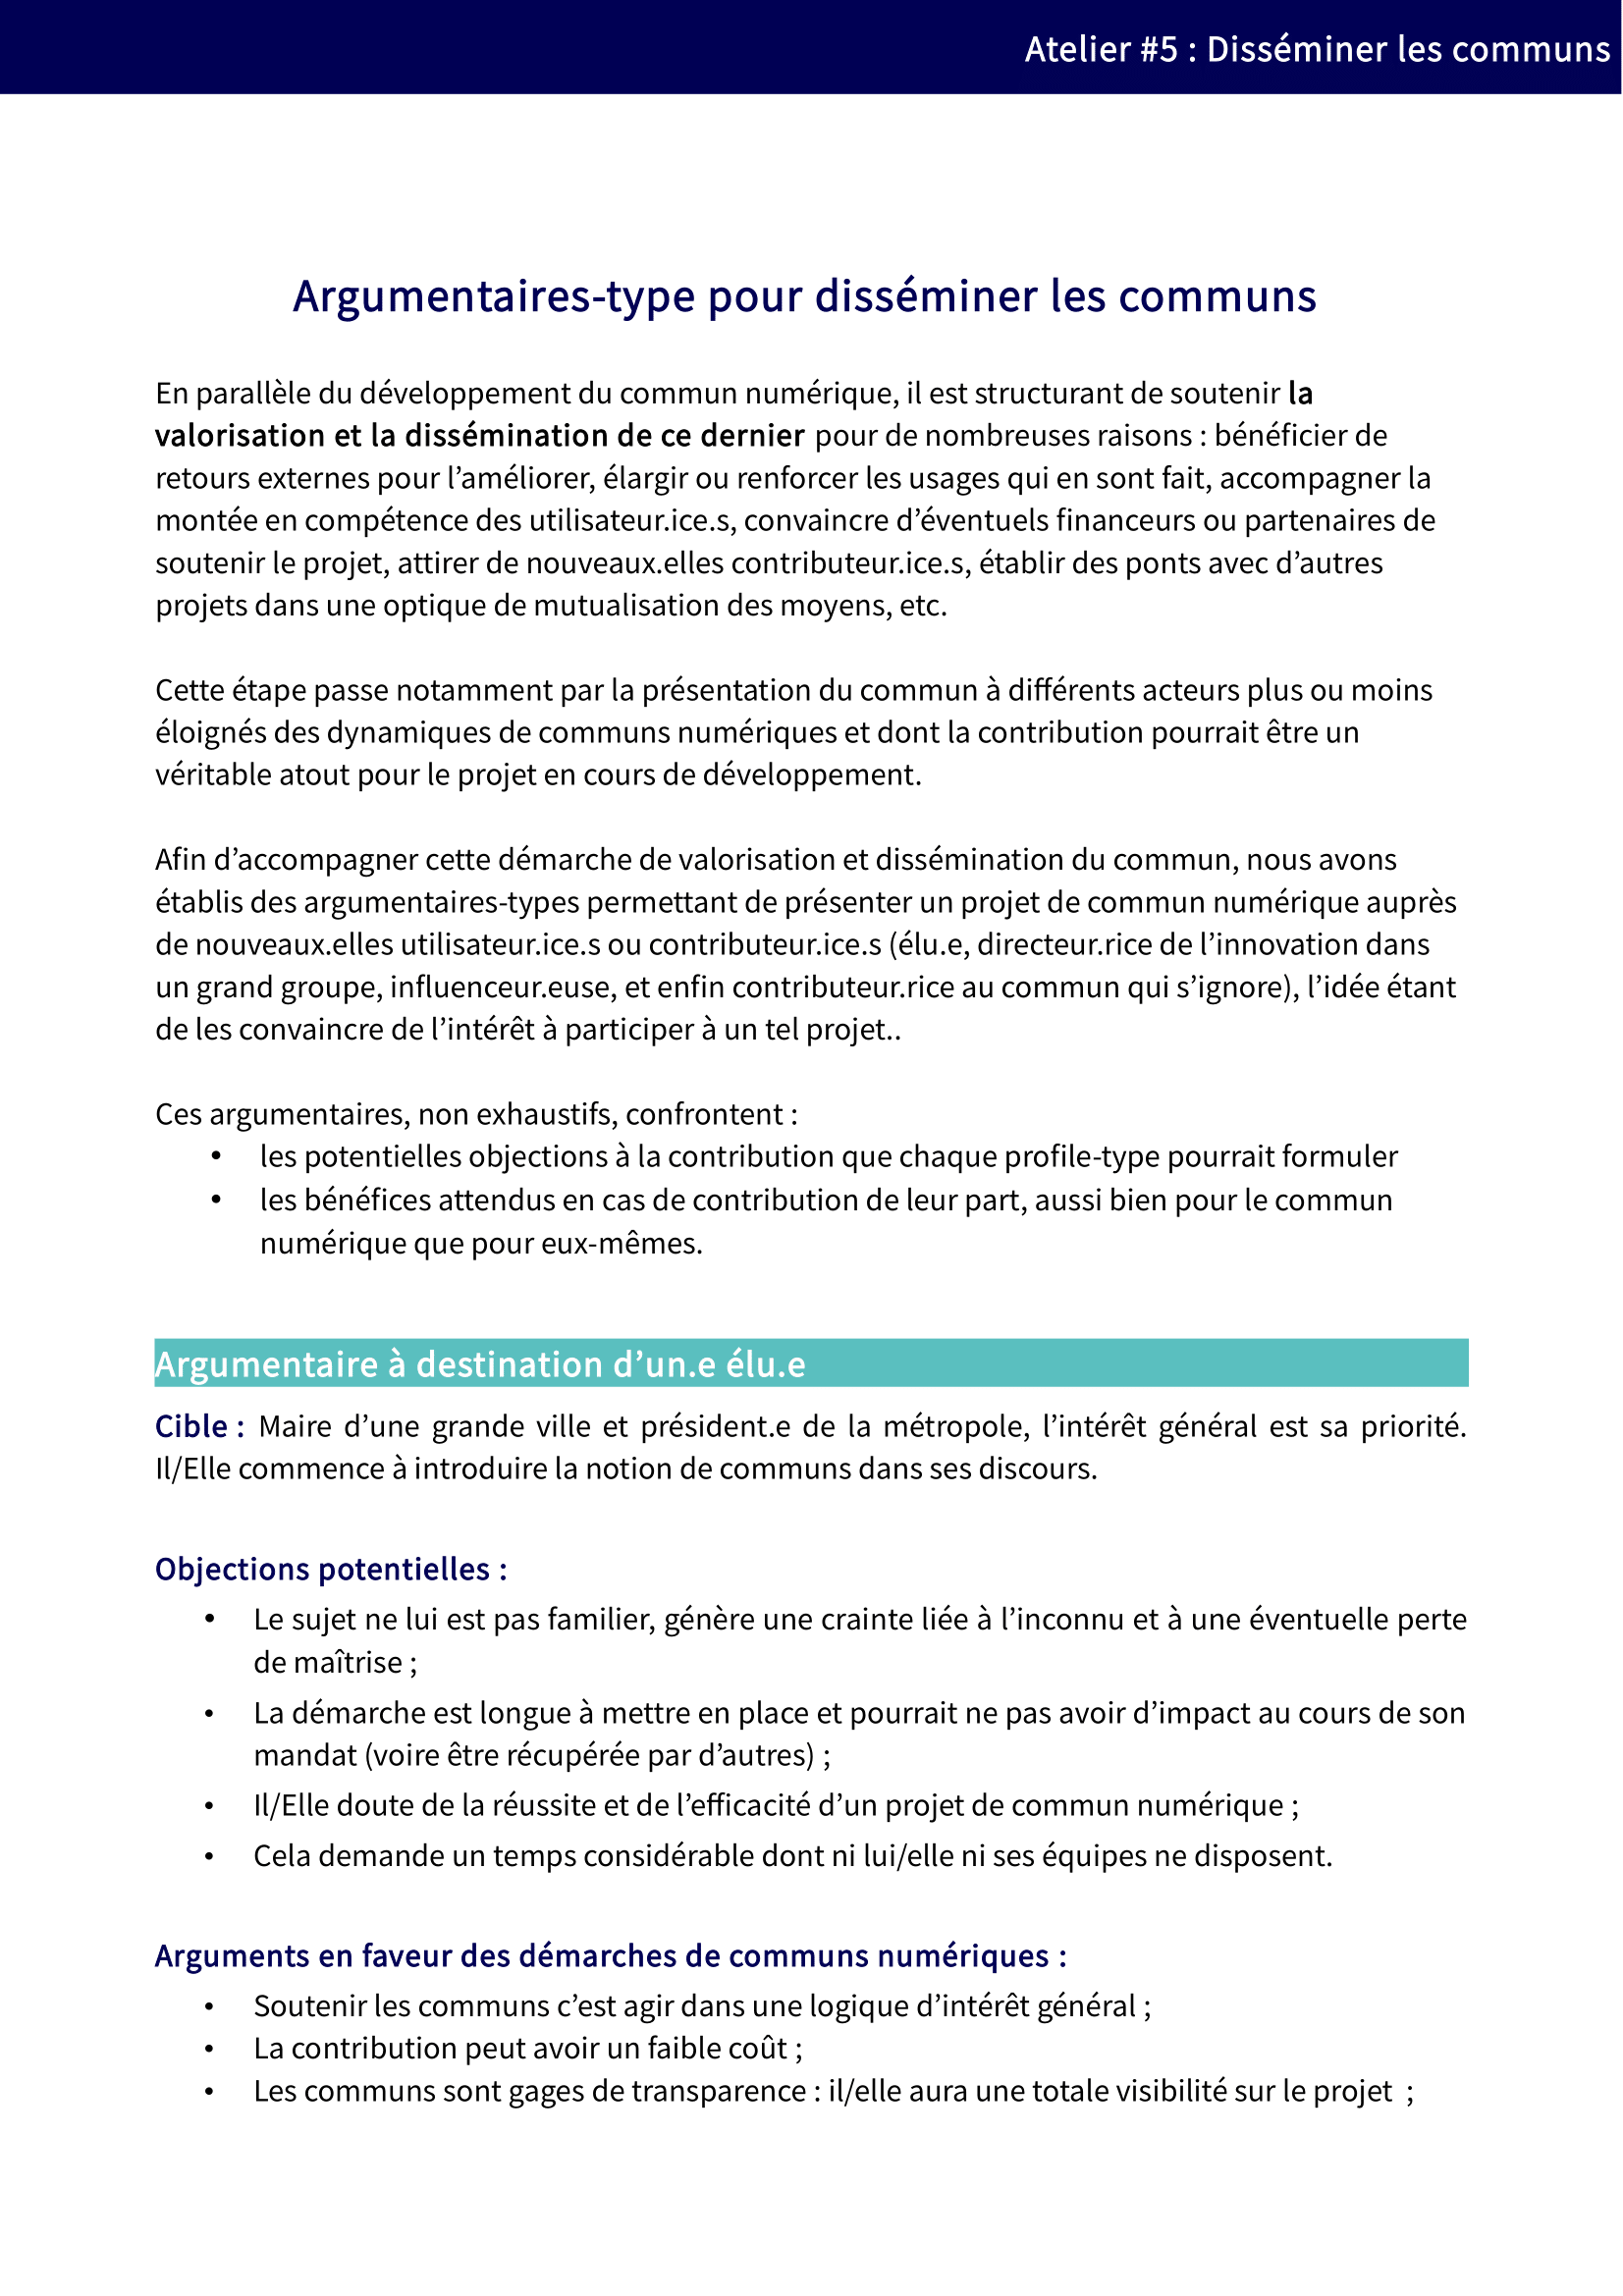 Atelier #5 : Disséminer les communs
Argumentaires-type pour disséminer les communs
En parallèle du développement du commun numérique, il est structurant de soutenir la
valorisation et la dissémination de ce dernier pour de nombreuses raisons : bénéficier de
retours externes pour l’améliorer, élargir ou renforcer les usages qui en sont fait, accompagner la
montée en compétence des utilisateur.ice.s, convaincre d’éventuels financeurs ou partenaires de
soutenir le projet, attirer de nouveaux.elles contributeur.ice.s, établir des ponts avec d’autres
projets dans une optique de mutualisation des moyens, etc.
Cette étape passe notamment par la présentation du commun à différents acteurs plus ou moins
éloignés des dynamiques de communs numériques et dont la contribution pourrait être un
véritable atout pour le projet en cours de développement.
Afin d’accompagner cette démarche de valorisation et dissémination du commun, nous avons
établis des argumentaires-types permettant de présenter un projet de commun numérique auprès
de nouveaux.elles utilisateur.ice.s ou contributeur.ice.s (élu.e, directeur.rice de l’innovation dans
un grand groupe, influenceur.euse, et enfin contributeur.rice au commun qui s’ignore), l’idée étant
de les convaincre de l’intérêt à participer à un tel projet..
Ces argumentaires, non exhaustifs, confrontent :
• les potentielles objections à la contribution que chaque profile-type pourrait formuler
• les bénéfices attendus en cas de contribution de leur part, aussi bien pour le commun
numérique que pour eux-mêmes.
Argumentaire à destination d’un.e élu.e
Cible : Maire d’une grande ville et président.e de la métropole, l’intérêt général est sa priorité.
Il/Elle commence à introduire la notion de communs dans ses discours.
Objections potentielles :
• Le sujet ne lui est pas familier, génère une crainte liée à l’inconnu et à une éventuelle perte
de maîtrise ;
• La démarche est longue à mettre en place et pourrait ne pas avoir d’impact au cours de son
mandat (voire être récupérée par d’autres) ;
• Il/Elle doute de la réussite et de l’efficacité d’un projet de commun numérique ;
• Cela demande un temps considérable dont ni lui/elle ni ses équipes ne disposent.
Arguments en faveur des démarches de communs numériques :
• Soutenir les communs c’est agir dans une logique d’intérêt général ;
• La contribution peut avoir un faible coût ;
• Les communs sont gages de transparence : il/elle aura une totale visibilité sur le projet  ;